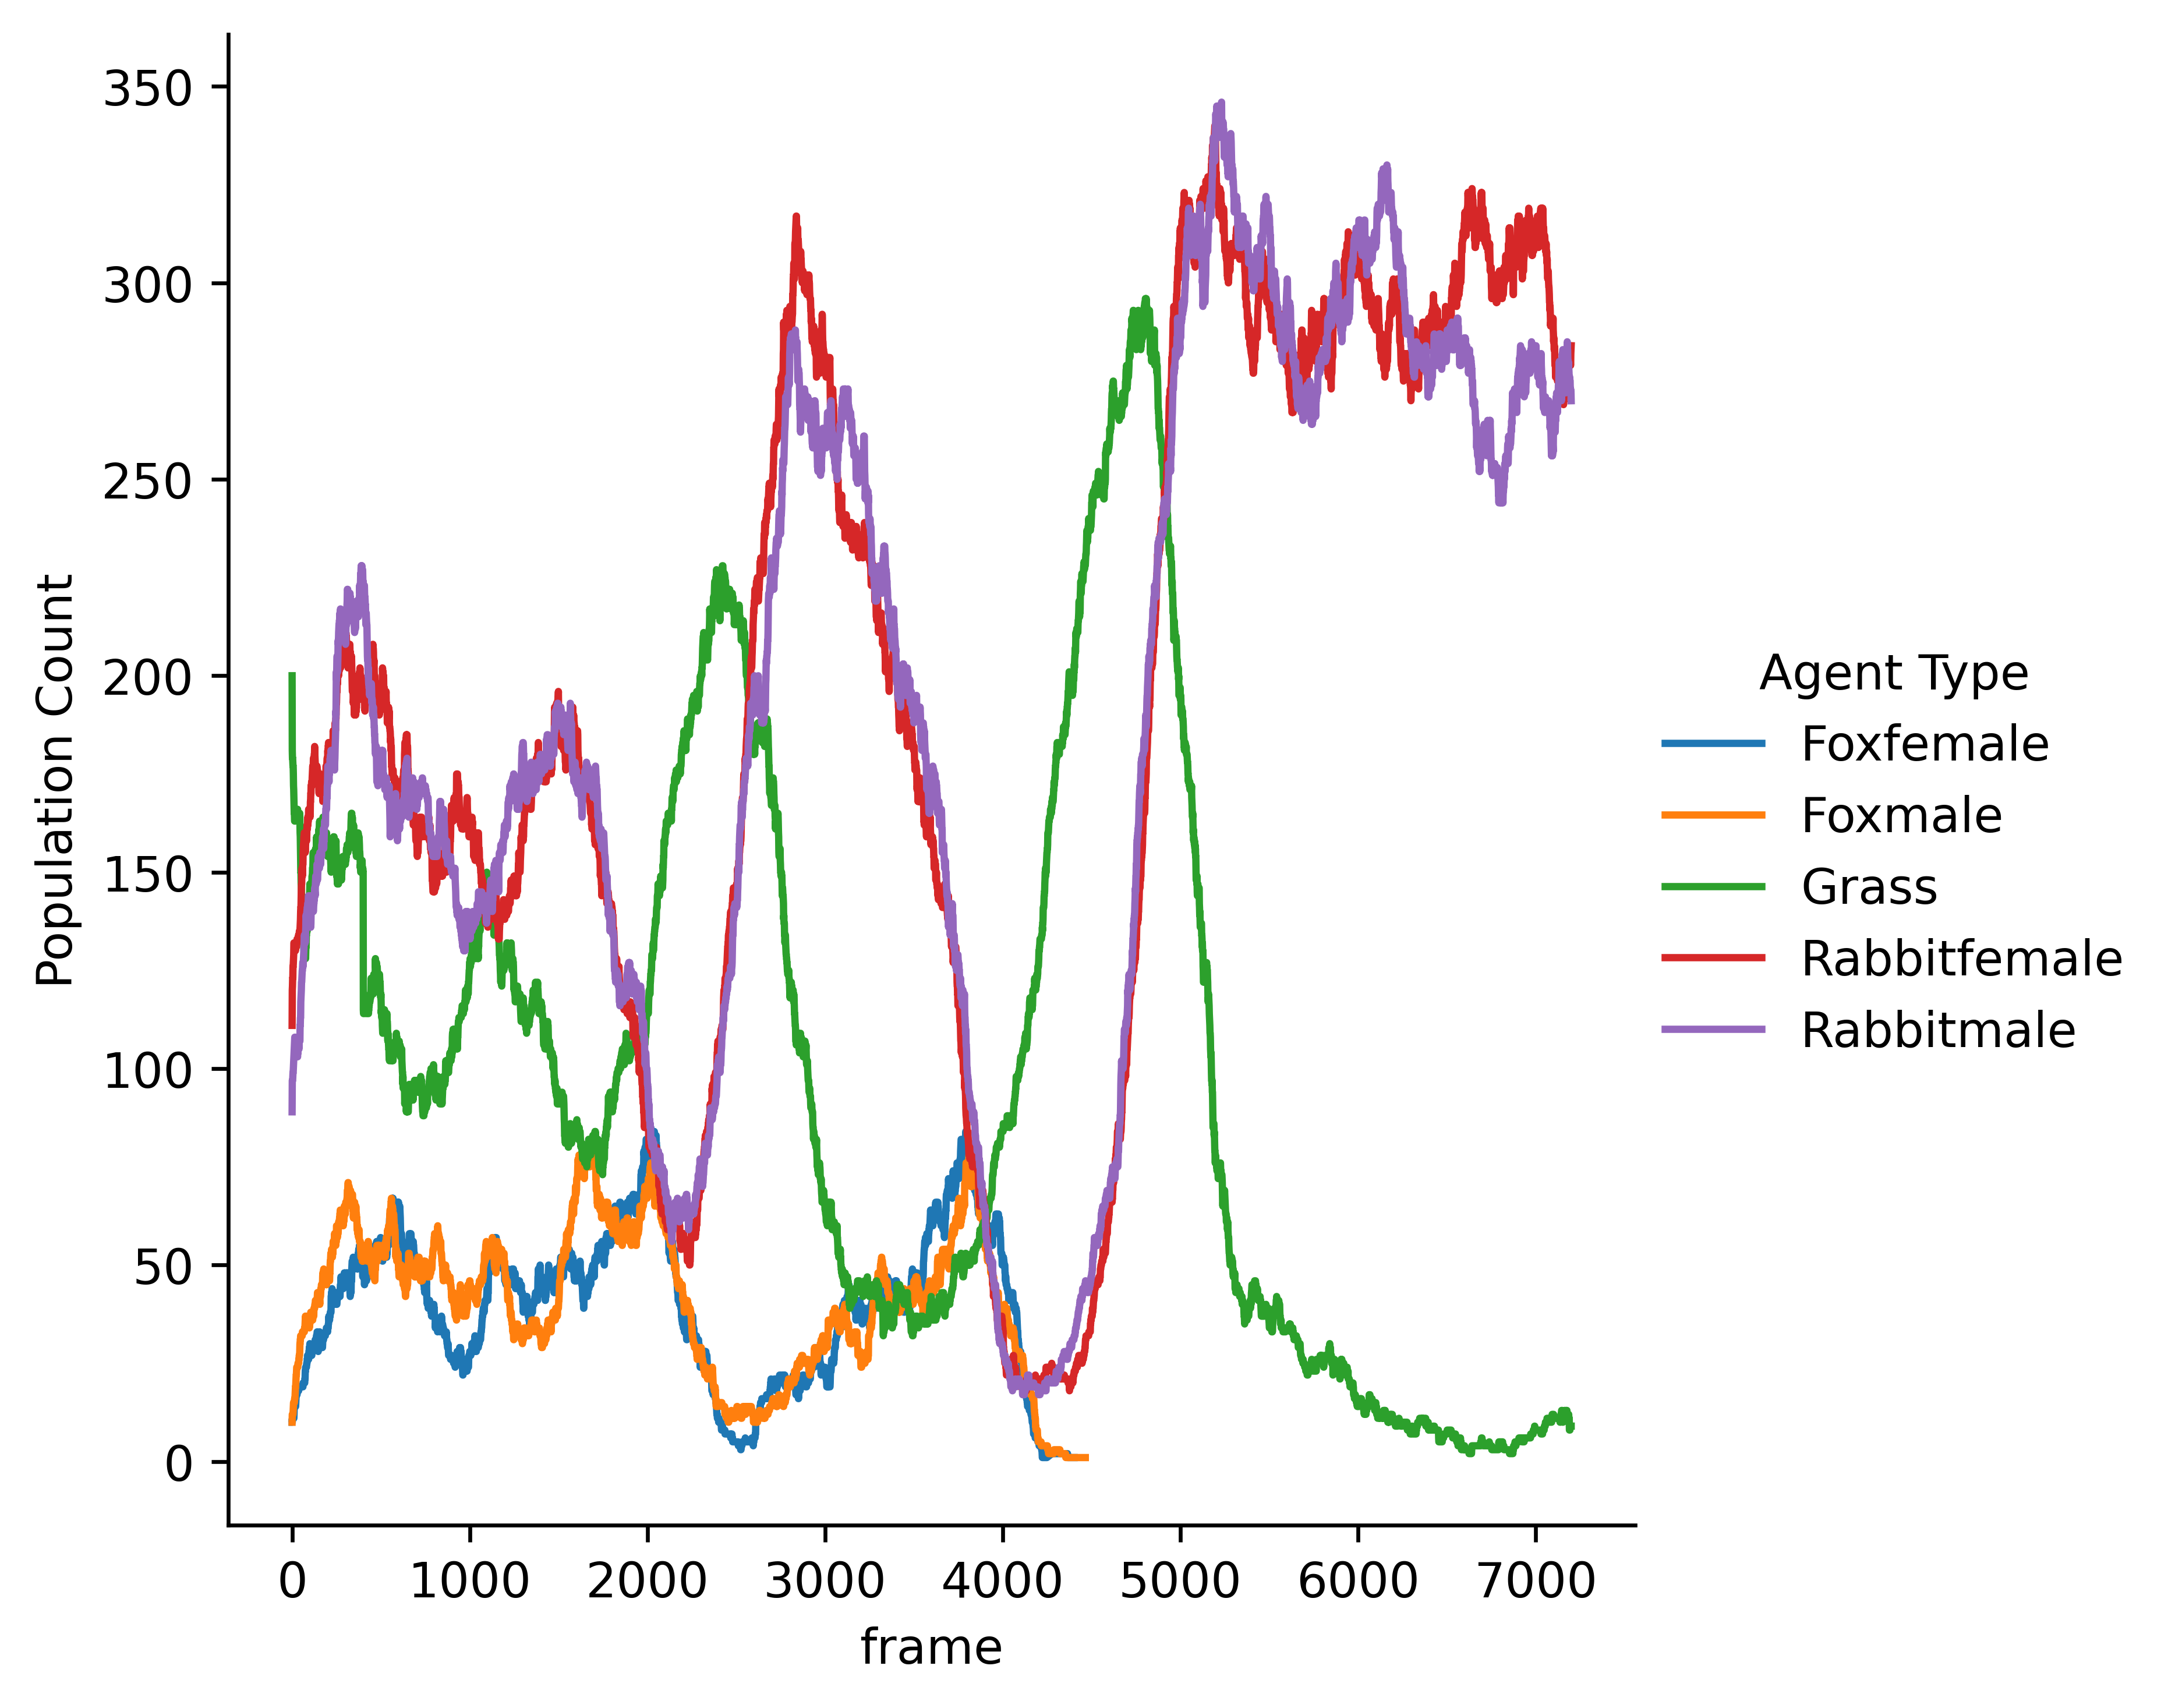 350
300
250
200
150
100
50
0
Population Count
0 1000 2000 3000 4000 5000 6000 7000
frame
Agent Type
Foxfemale
Foxmale
Grass
Rabbitfemale
Rabbitmale